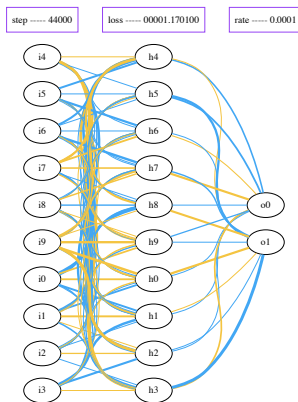 step ----- 44000 loss ----- 00001.170100 rate ----- 0.0001
i4 h4
i5 h5
i6 h6
i7 h7
i8 h8 o0
i9 h9 o1
i0 h0
i1 h1
i2 h2
i3 h3